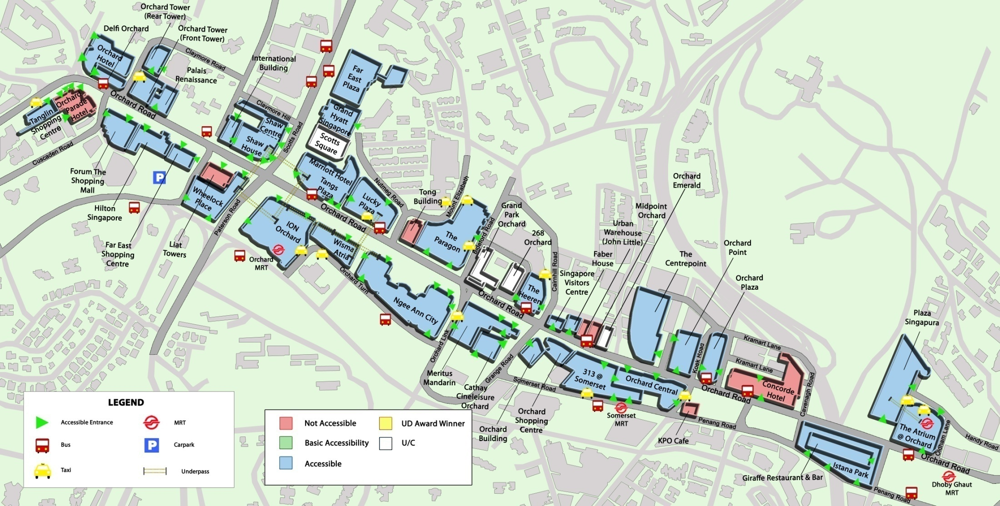 Orchard Tower
(Rear Tower)
Delfi Orchard
Orchard Tower
(Front Tower)
Orchard
Hotel
Claymore Road
International
Building
Palais
Renaissance
Far
East
Plaza
Orchard
Parade
Hotel
Tanglin
Shopping
Centre
Orchard Road
Claymore Hill
Shaw
Centre
Shaw
House
Scotts Road
Grand
Hyatt
Singapore
Scotts
Square
Cuscaden Road
Forum The
Shopping
Mall
Hilton
Singapore
Far East
Shopping
Centre
P
Liat
Towers
Wheelock
Place
Paterson Road
Marriott Hotel
Tangs
Plaza
Lucky
Plaza
Nutmeg Road
Tong
Building
Mount Elizabeth
Orchard Road
ION
Orchard
Wisma
Atria
Orchard
MRT
Orchard Turn
The
Paragon
Bideford Road
Grand
Park
Orchard
268
Orchard
The
Heeren
Cairnhill Road
Orchard Road
Ngee Ann City
Orchard Link
Meritus
Mandarin
Cathay
Cineleisure
Orchard
Grange Road
Singapore
Visitors
Centre
Faber
House
Urban
Warehouse
(John Little)
Midpoint
Orchard
Orchard
Emerald
The
Centrepoint
Orchard
Point
Orchard
Plaza
Koek Road
Kramart Lane
Kramart Lane
Concorde
Hotel
Cavenagh Road
Orchard Road
Somerset Road
313 @
Somerset
Orchard Central
Orchard
Building
Orchard
Shopping
Centre
Somerset
MRT
KPO Cafe
Penang Road
Plaza
Singapura
The Atrium
@ Orchard
Oldham Lane
Handy Road
Orchard Road
Istana Park
Giraffe Restaurant & Bar
Penang Road
Dhoby Ghaut
MRT
LEGEND
Accessible Entrance
MRT
Bus
P
Carpark
Taxi
Underpass
Not Accessible
UD Award Winner
Basic Accessibility
U/C
Accessible